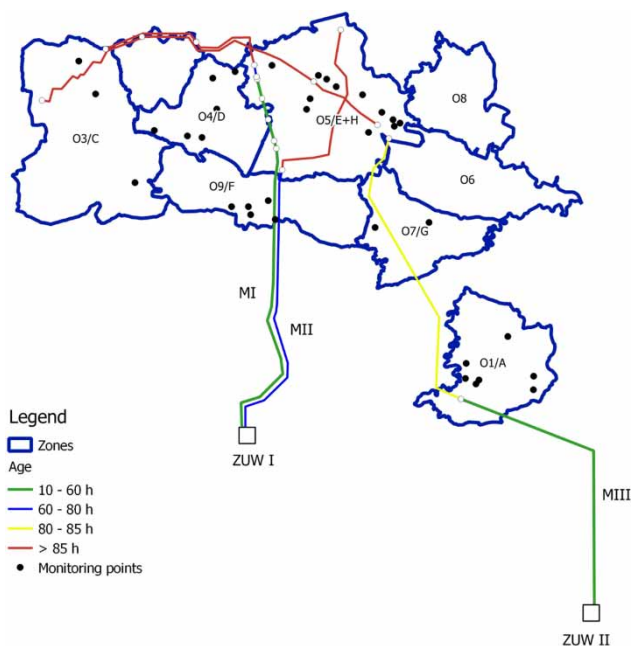 O8
O4/D
O5/E+H
O3/C
O6
O9/F
O7/G
MI
MII
O1/A
Legend
Zones
ZUW I
Age
10 - 60 h
60 - 80 h
MIII
80 - 85 h
> 85 h
Monitoring points
ZUW II